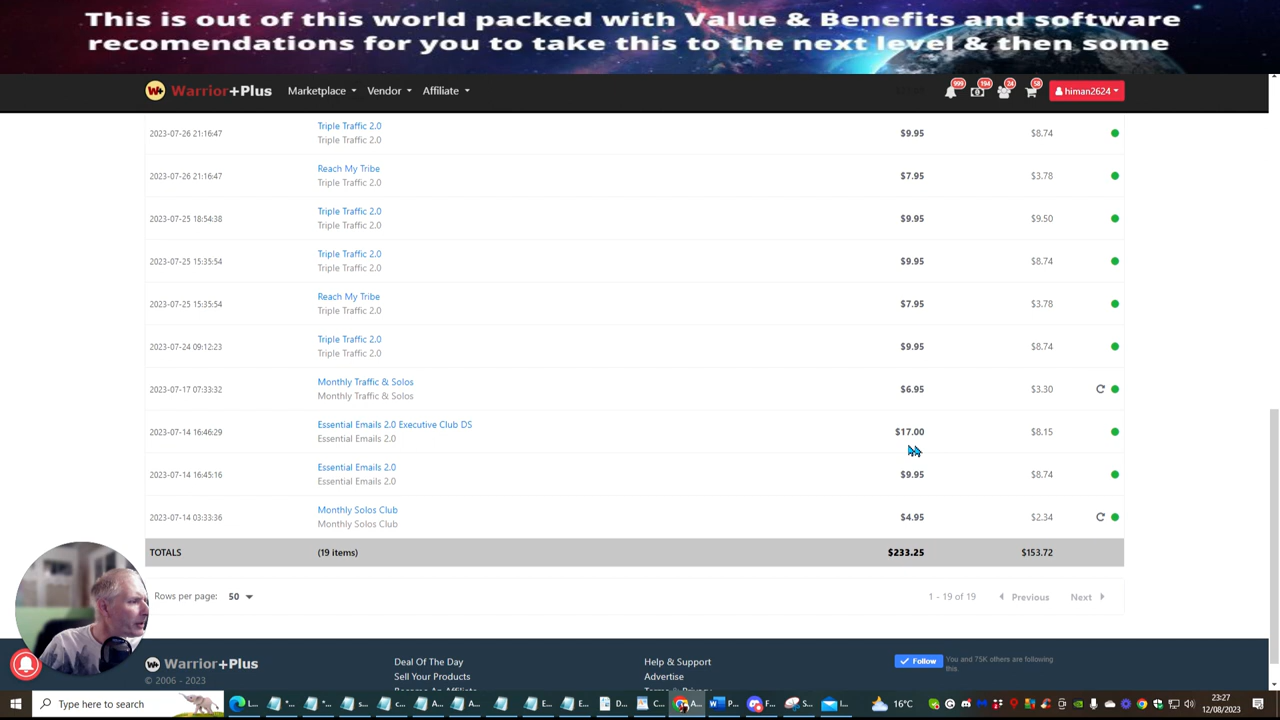 This is out of this world packed with Value & Benefits and software
recomendations for you to take this to the next level & then some
Warrior+Plus Marketplace Vendor Affiliate 999 194 24 58 himan2624
2023-07-26 21:16:47 Triple Traffic 2.0 $9.95 $8.74
Triple Traffic 2.0
2023-07-26 21:16:47 Reach My Tribe $7.95 $3.78
Triple Traffic 2.0
2023-07-25 18:54:38 Triple Traffic 2.0 $9.95 $9.50
Triple Traffic 2.0
2023-07-25 15:35:54 Triple Traffic 2.0 $9.95 $8.74
Triple Traffic 2.0
2023-07-25 15:35:54 Reach My Tribe $7.95 $3.78
Triple Traffic 2.0
2023-07-24 09:12:23 Triple Traffic 2.0 $9.95 $8.74
Triple Traffic 2.0
2023-07-17 07:33:32 Monthly Traffic & Solos $6.95 $3.30
Monthly Traffic & Solos
2023-07-14 16:46:29 Essential Emails 2.0 Executive Club DS $17.00 $8.15
Essential Emails 2.0
2023-07-14 16:45:16 Essential Emails 2.0 $9.95 $8.74
Essential Emails 2.0
2023-07-14 03:33:36 Monthly Solos Club $4.95 $2.34
Monthly Solos Club
TOTALS (19 items) $233.25 $153.72
Rows per page: 50 1 - 19 of 19 Previous Next
Warrior+Plus Deal Of The Day Help & Support Follow You and 75K others are following
this.
© 2006 - 2023 Sell Your Products Advertise
Type here to search L... *... *... s... c... A... A... E... E... D... C... A... P... F... S... I... 16°C 23:27
12/08/2023